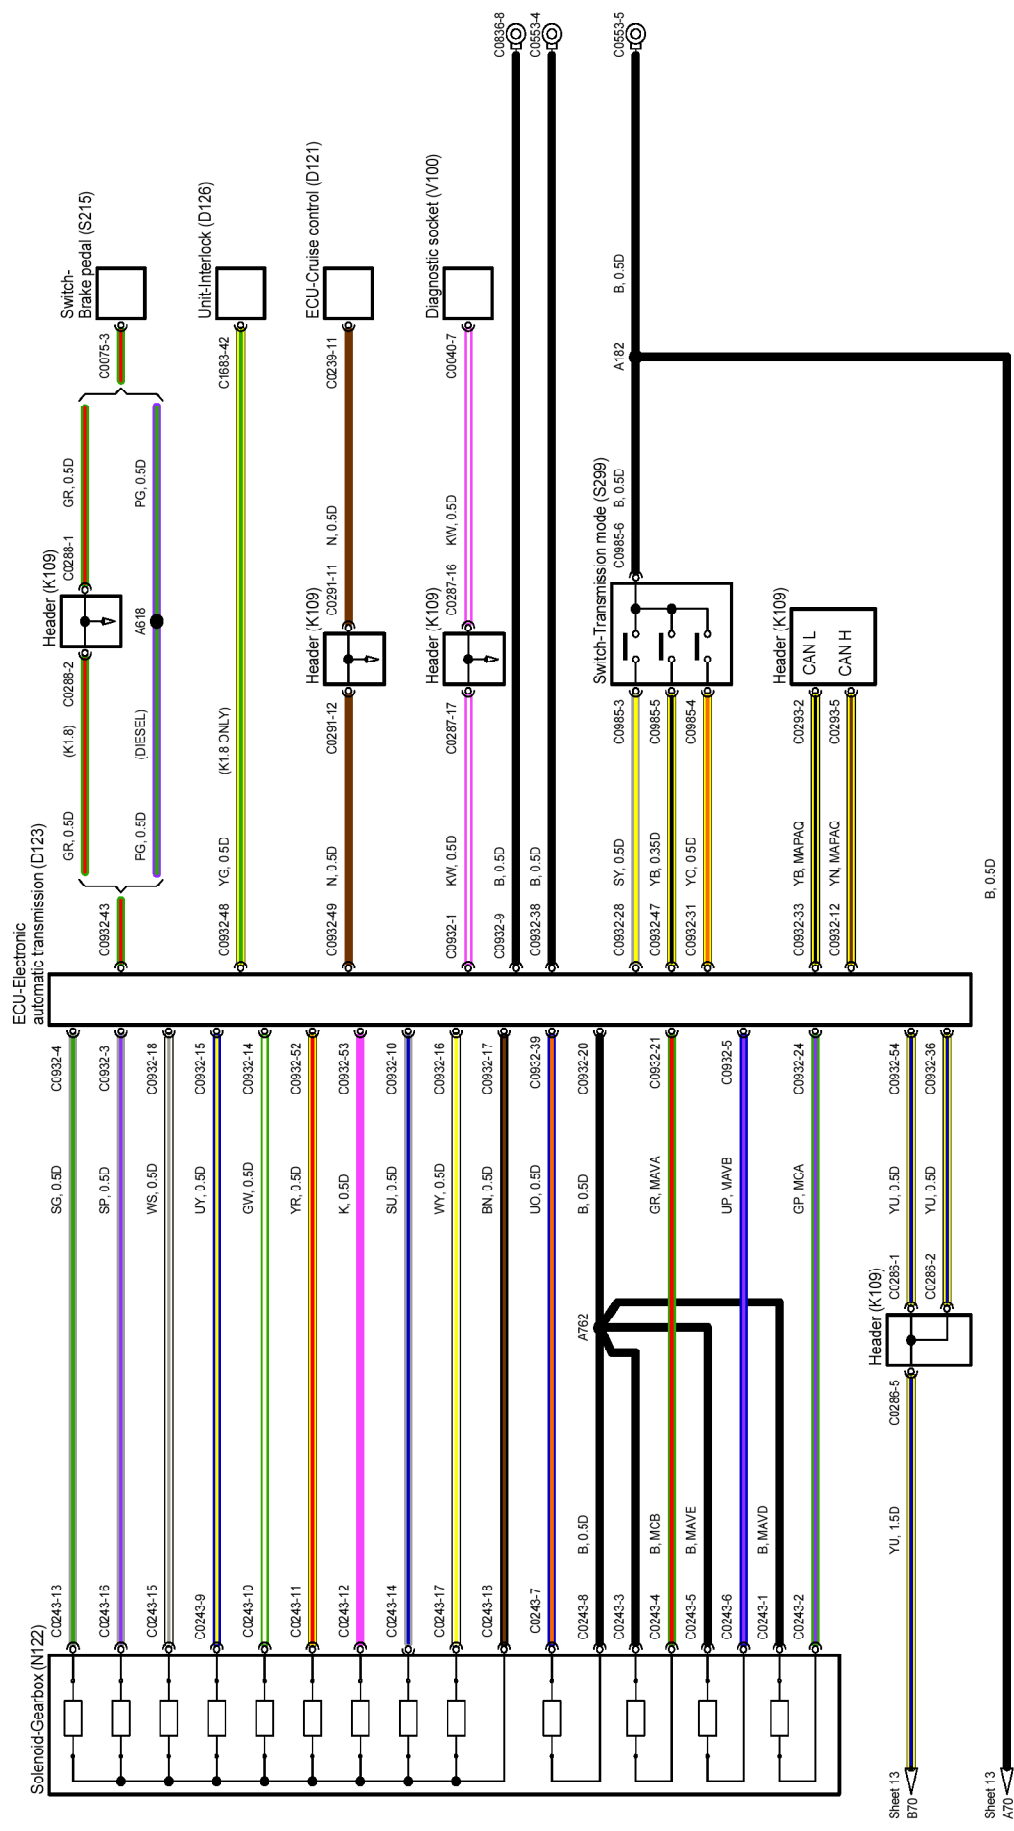 C0836-8
C0553-4
C0553-5
Switch-
Brake pedal (S215)
Unit-Interlock (D126)
ECU-Cruise control (D121)
Diagnostic socket (V100)
C0075-3
C1683-42
C0239-11
C0040-7
B, 0.5D
A182
GR, 0.5D
PG, 0.5D
N, 0.5D
KW, 0.5D
B, 0.5D
Header (K109)
C0288-1
A618
C0291-11
C0287-16
C0985-6
Header (K109)
Header (K109)
Switch-Transmission mode (S299)
Header (K109)
CAN L
CAN H
C0288-2
C0291-12
C0287-17
C0985-3
C0985-5
C0985-4
C0293-2
C0293-5
(K1.8)
(DIESEL)
(K1.8 ONLY)
GR, 0.5D
PG, 0.5D
YG, 0.5D
N, 0.5D
KW, 0.5D
B, 0.5D
B, 0.5D
SY, 0.5D
YB, 0.35D
YC, 0.5D
YB, MAPAQ
YN, MAPAQ
B, 0.5D
ECU-Electronic
automatic transmission (D123)
C0932-43
C0932-48
C0932-49
C0932-1
C0932-9
C0932-38
C0932-28
C0932-47
C0932-31
C0932-33
C0932-12
C0932-4
C0932-3
C0932-18
C0932-15
C0932-14
C0932-52
C0932-53
C0932-10
C0932-16
C0932-17
C0932-39
C0932-20
C0932-21
C0932-5
C0932-24
C0932-54
C0932-36
SG, 0.5D
SP, 0.5D
WS, 0.5D
UY, 0.5D
GW, 0.5D
YR, 0.5D
K, 0.5D
SU, 0.5D
WY, 0.5D
BN, 0.5D
UO, 0.5D
B, 0.5D
GR, MAVA
UP, MAVB
GP, MCA
YU, 0.5D
YU, 0.5D
A762
C0286-1
C0286-2
Header (K109)
C0286-5
B, 0.5D
B, MCB
B, MAVE
B, MAVD
YU, 1.5D
Solenoid-Gearbox (N122)
C0243-13
C0243-16
C0243-15
C0243-9
C0243-10
C0243-11
C0243-12
C0243-14
C0243-17
C0243-18
C0243-7
C0243-8
C0243-3
C0243-4
C0243-5
C0243-6
C0243-1
C0243-2
Sheet 13
B70
Sheet 13
A70